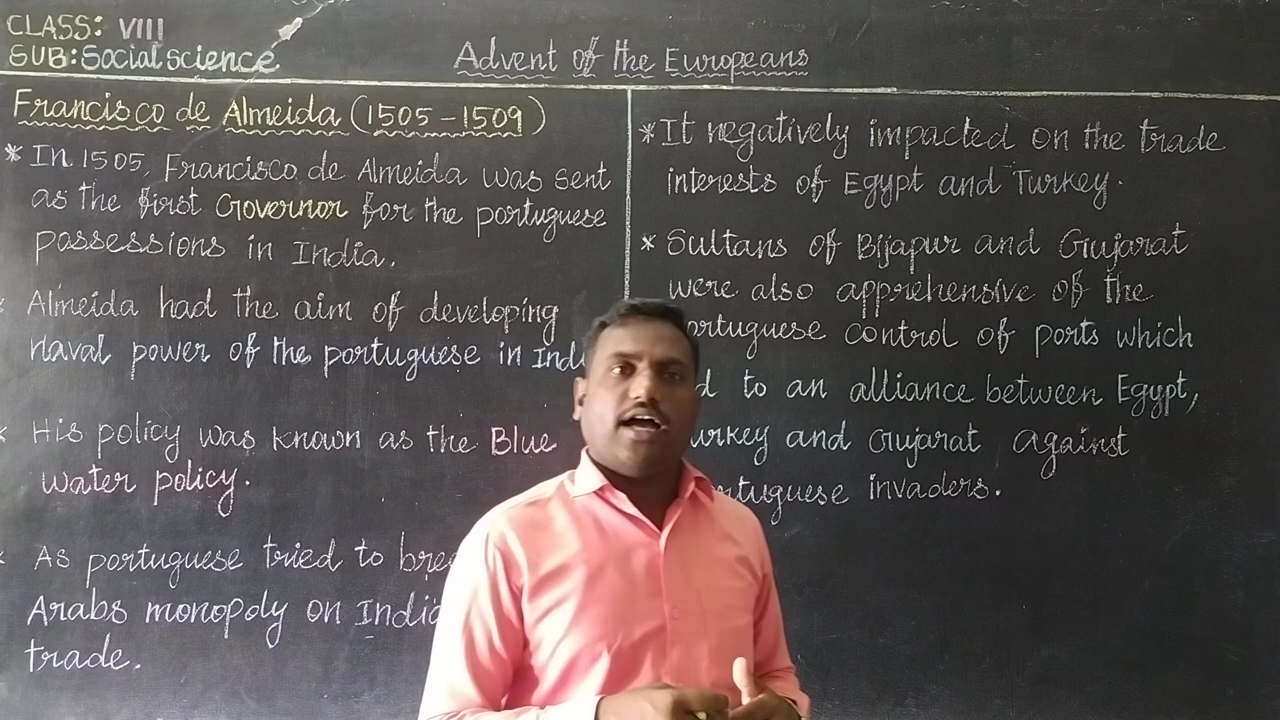 CLASS: VIII
SUB: Social science
Advent of the Europeans
Francisco de Almeida (1505-1509)
* In 1505, Francisco de Almeida was sent
as the first Governor for the portuguese
possessions in India.
Almeida had the aim of developing
naval power of the portuguese in
His policy was known as the Blue
water policy.
As portuguese tried to
Arabs monopoly on
trade.
* It negatively impacted on the trade
interests of Egypt and Turkey.
* Sultans of Bijapur and Gujarat
were also apprehensive of the
control of ports which
to an alliance between Egypt,
and Gujarat against
invaders.